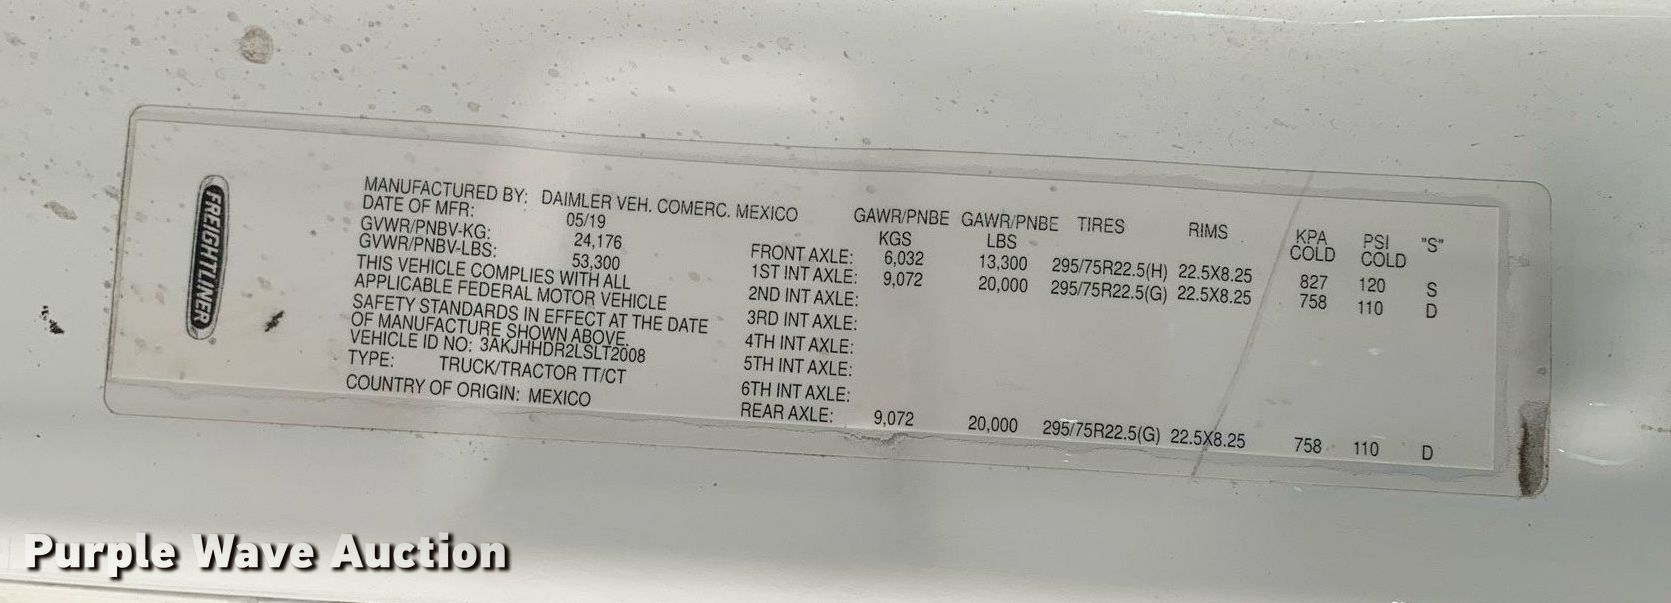 FREIGHTLINER
MANUFACTURED BY: DAIMLER VEH. COMERC. MEXICO
DATE OF MFR: 05/19
GVWR/PNBV-KG: 24,176
GVWR/PNBV-LBS: 53,300
THIS VEHICLE COMPLIES WITH ALL
APPLICABLE FEDERAL MOTOR VEHICLE
SAFETY STANDARDS IN EFFECT AT THE DATE
OF MANUFACTURE SHOWN ABOVE.
VEHICLE ID NO: 3AKJHHDR2LSLT2008
TYPE: TRUCK/TRACTOR TT/CT
COUNTRY OF ORIGIN: MEXICO
GAWR/PNBE GAWR/PNBE TIRES RIMS KPA PSI "S"
KGS LBS COLD COLD
FRONT AXLE: 6,032 13,300 295/75R22.5(H) 22.5X8.25 827 120 S
1ST INT AXLE: 9,072 20,000 295/75R22.5(G) 22.5X8.25 758 110 D
2ND INT AXLE:
3RD INT AXLE:
4TH INT AXLE:
5TH INT AXLE:
6TH INT AXLE:
REAR AXLE: 9,072 20,000 295/75R22.5(G) 22.5X8.25 758 110 D
Purple Wave Auction